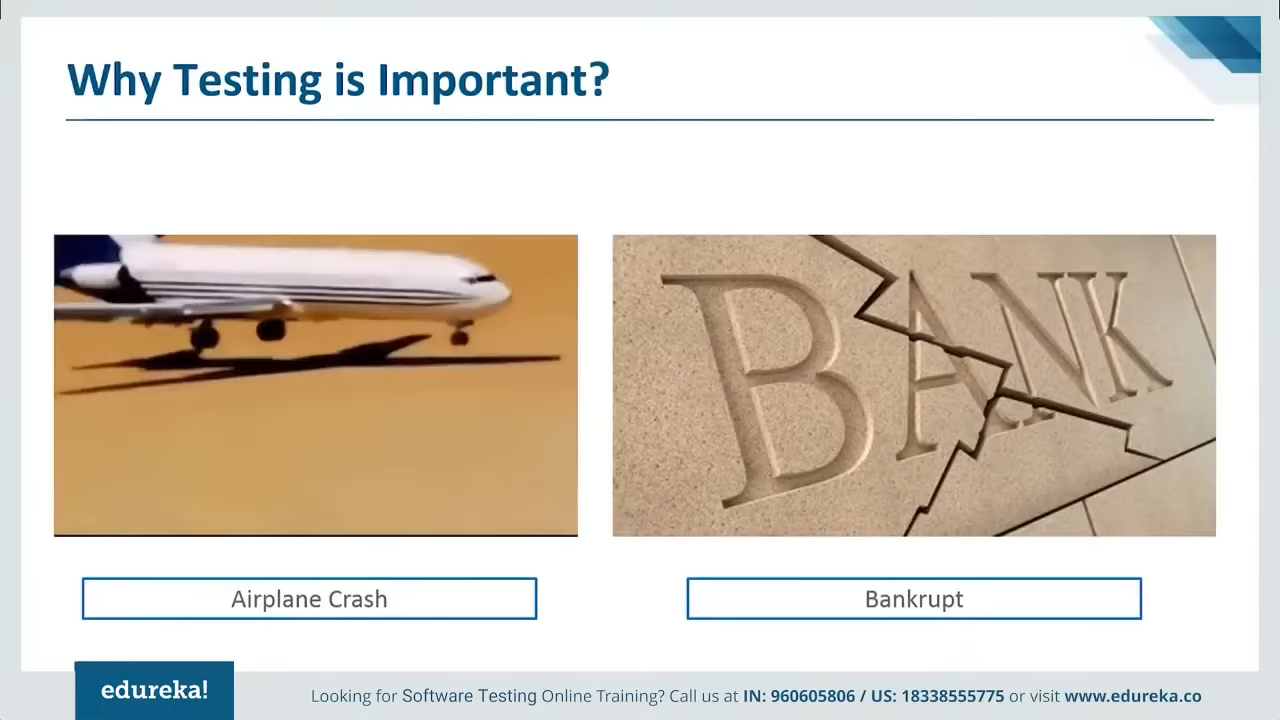 Why Testing is Important?
BANK
Airplane Crash
Bankrupt
edureka!
Looking for Software Testing Online Training? Call us at IN: 960605806 / US: 18338555775 or visit www.edureka.co